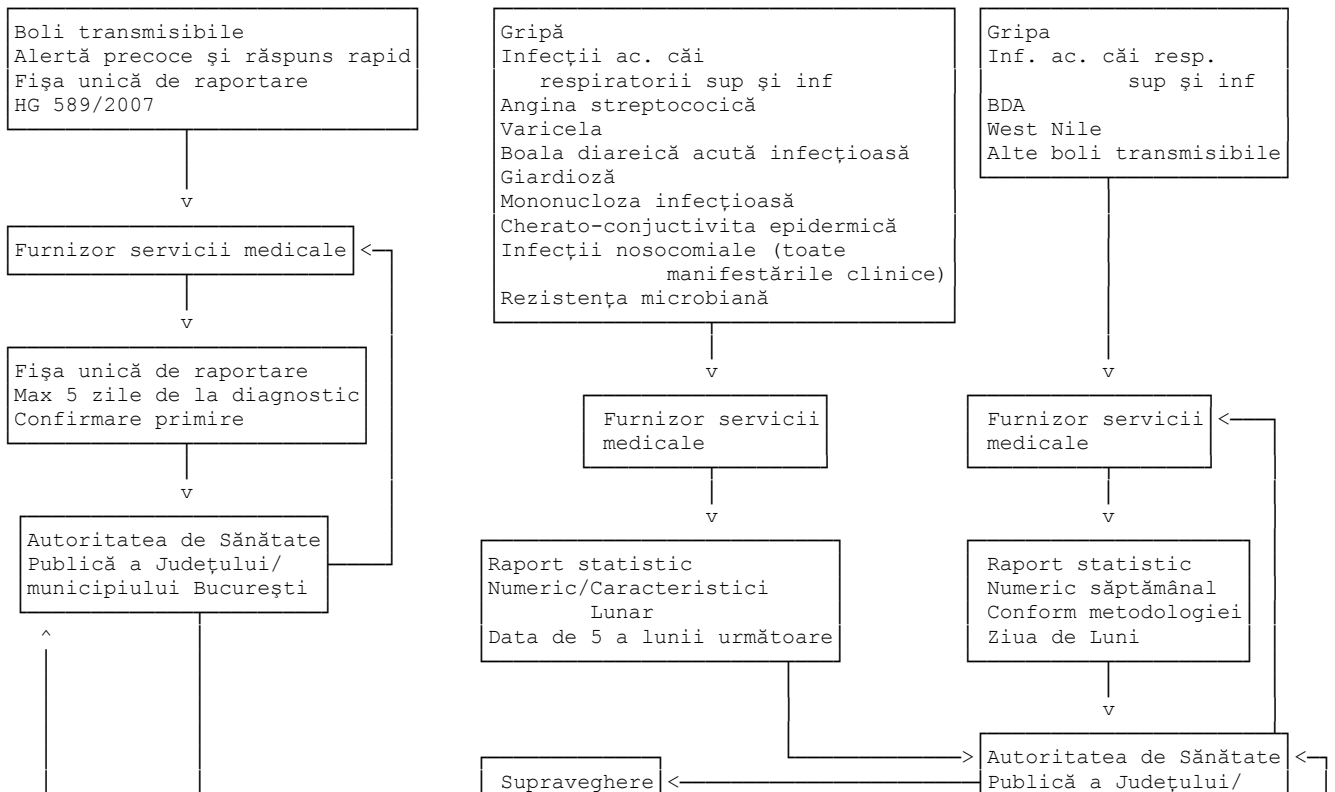 Boli transmisibile
Alertă precoce şi răspuns rapid
Fişa unică de raportare
HG 589/2007
Furnizor servicii medicale
Fişa unică de raportare
Max 5 zile de la diagnostic
Confirmare primire
Autoritatea de Sănătate
Publică a Judeţului/
municipiului Bucureşti
Gripă
Infecţii ac. căi
respiratorii sup şi inf
Angina streptococică
Varicela
Boala diareică acută infecţioasă
Giardioză
Mononucloza infecţioasă
Cherato-conjuctivita epidermică
Infecţii nosocomiale (toate
manifestările clinice)
Rezistenţa microbiană
Furnizor servicii
medicale
Raport statistic
Numeric/Caracteristici
Lunar
Data de 5 a lunii următoare
Supraveghere
Gripa
Inf. ac. căi resp.
sup şi inf
BDA
West Nile
Alte boli transmisibile
Furnizor servicii
medicale
Raport statistic
Numeric săptămânal
Conform metodologiei
Ziua de Luni
Autoritatea de Sănătate
Publică a Judeţului/